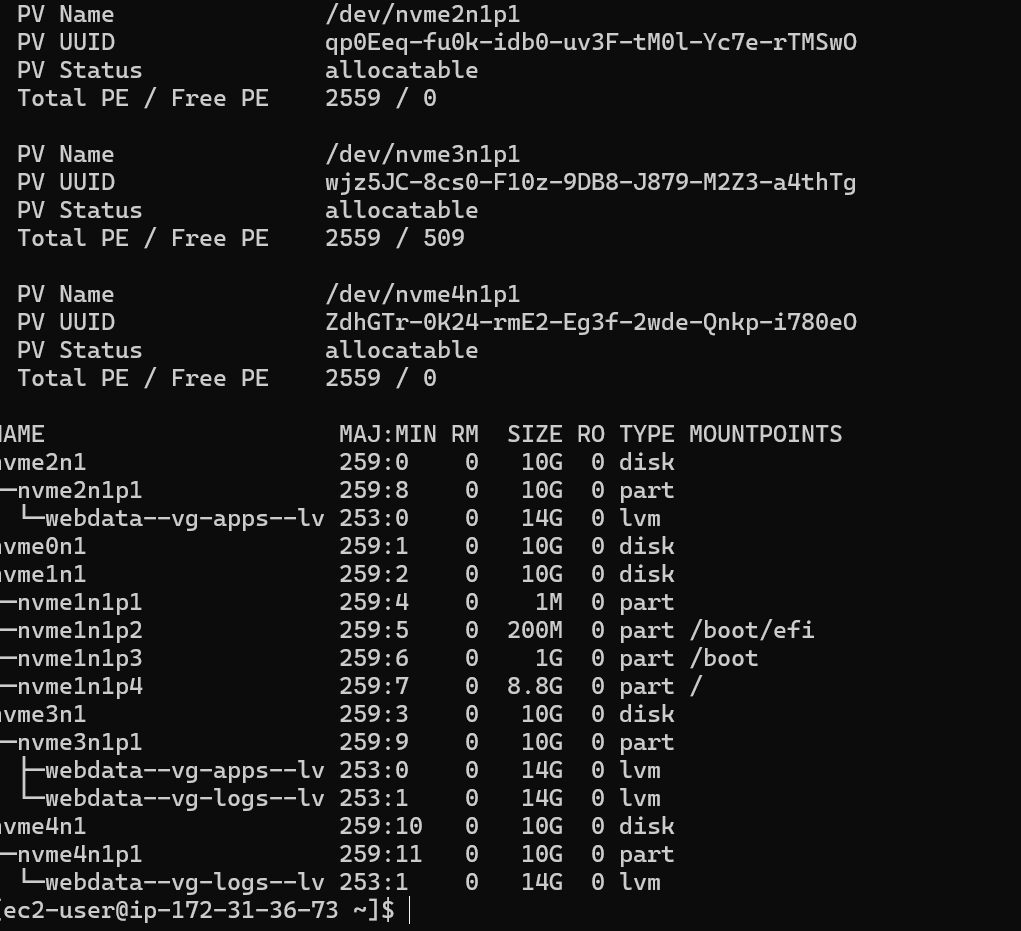 PV Name               /dev/nvme2n1p1
PV UUID               qp0Eeq-fu0k-idb0-uv3F-tM0l-Yc7e-rTMSwO
PV Status             allocatable
Total PE / Free PE    2559 / 0

PV Name               /dev/nvme3n1p1
PV UUID               wjz5JC-8cs0-F10z-9DB8-J879-M2Z3-a4thTg
PV Status             allocatable
Total PE / Free PE    2559 / 509

PV Name               /dev/nvme4n1p1
PV UUID               ZdhGTr-0K24-rmE2-Eg3f-2wde-Qnkp-i780eO
PV Status             allocatable
Total PE / Free PE    2559 / 0

NAME                     MAJ:MIN RM   SIZE RO TYPE MOUNTPOINTS
nvme2n1                  259:0    0    10G  0 disk
└─nvme2n1p1              259:8    0    10G  0 part
  └─webdata--vg-apps--lv 253:0    0    14G  0 lvm
nvme0n1                  259:1    0    10G  0 disk
nvme1n1                  259:2    0    10G  0 disk
├─nvme1n1p1              259:4    0     1M  0 part
├─nvme1n1p2              259:5    0   200M  0 part /boot/efi
├─nvme1n1p3              259:6    0     1G  0 part /boot
└─nvme1n1p4              259:7    0   8.8G  0 part /
nvme3n1                  259:3    0    10G  0 disk
└─nvme3n1p1              259:9    0    10G  0 part
  ├─webdata--vg-apps--lv 253:0    0    14G  0 lvm
  └─webdata--vg-logs--lv 253:1    0    14G  0 lvm
nvme4n1                  259:10   0    10G  0 disk
└─nvme4n1p1              259:11   0    10G  0 part
  └─webdata--vg-logs--lv 253:1    0    14G  0 lvm
[ec2-user@ip-172-31-36-73 ~]$